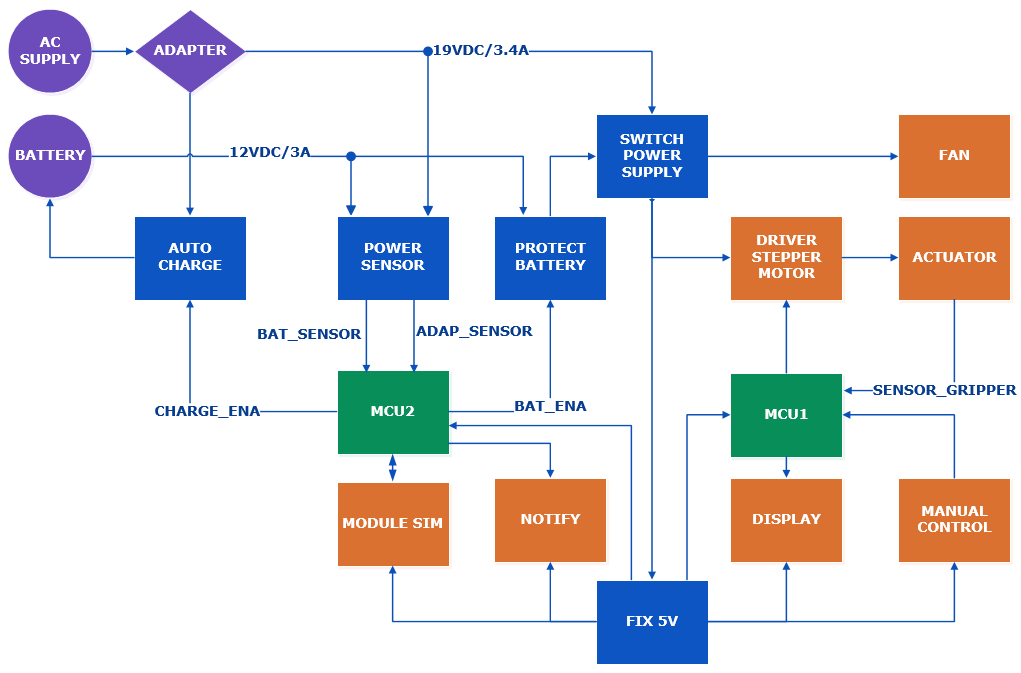 AC
SUPPLY
ADAPTER
19VDC/3.4A
BATTERY
12VDC/3A
SWITCH
POWER
SUPPLY
FAN
AUTO
CHARGE
POWER
SENSOR
PROTECT
BATTERY
DRIVER
STEPPER
MOTOR
ACTUATOR
BAT_SENSOR
ADAP_SENSOR
CHARGE_ENA
MCU2
BAT_ENA
MCU1
SENSOR_GRIPPER
MODULE SIM
NOTIFY
DISPLAY
MANUAL
CONTROL
FIX 5V